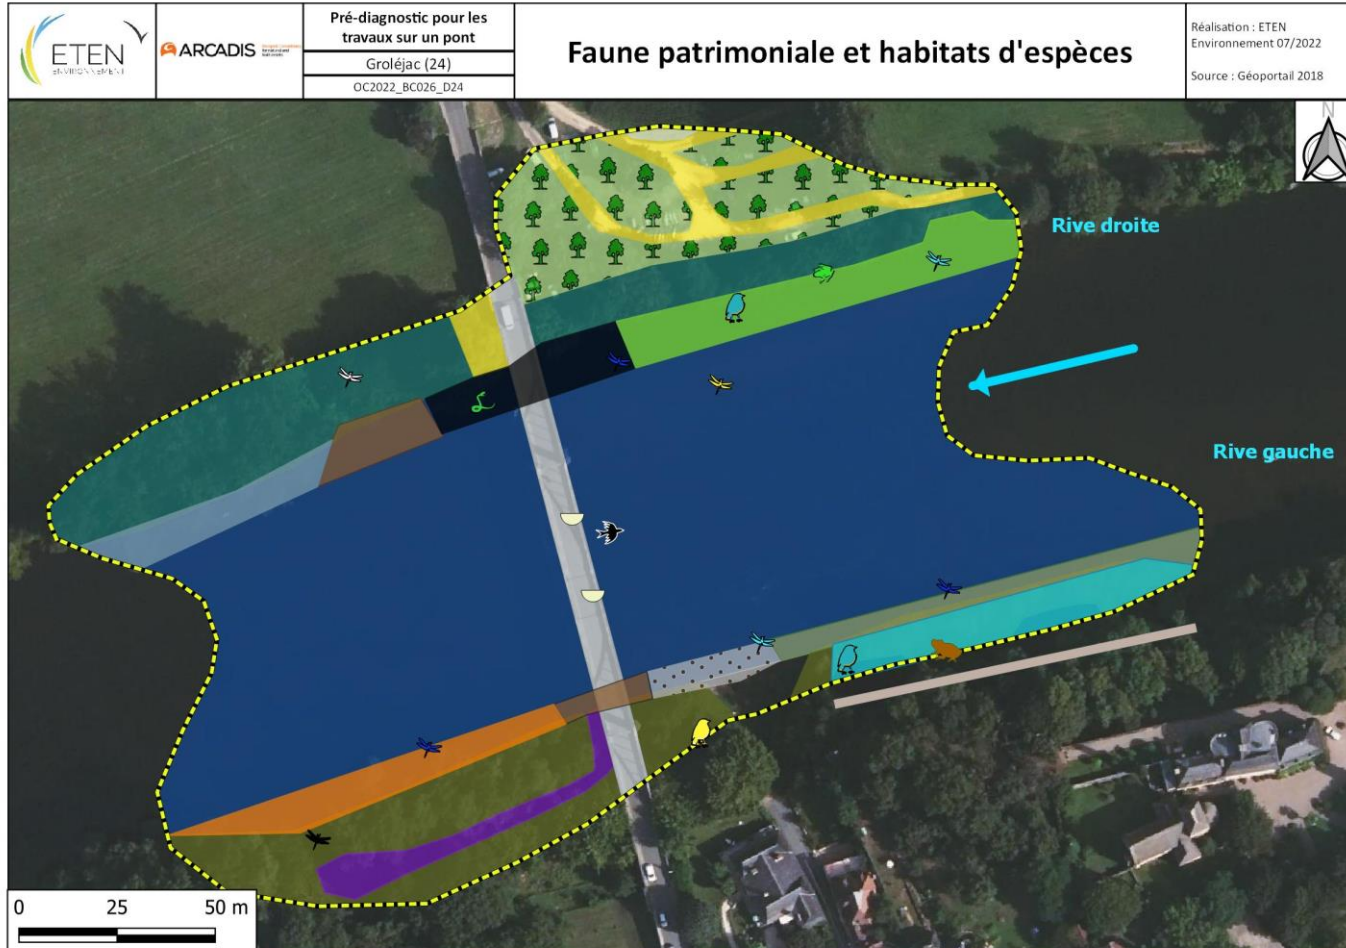 ETEN
ENVIRONNEMENT
ARCADIS
Pré-diagnostic pour les
travaux sur un pont
Groléjac (24)
OC2022_BC026_D24
Faune patrimoniale et habitats d'espèces
Réalisation : ETEN
Environnement 07/2022
Source : Géoportail 2018
N
Rive droite
Rive gauche
0 25 50 m